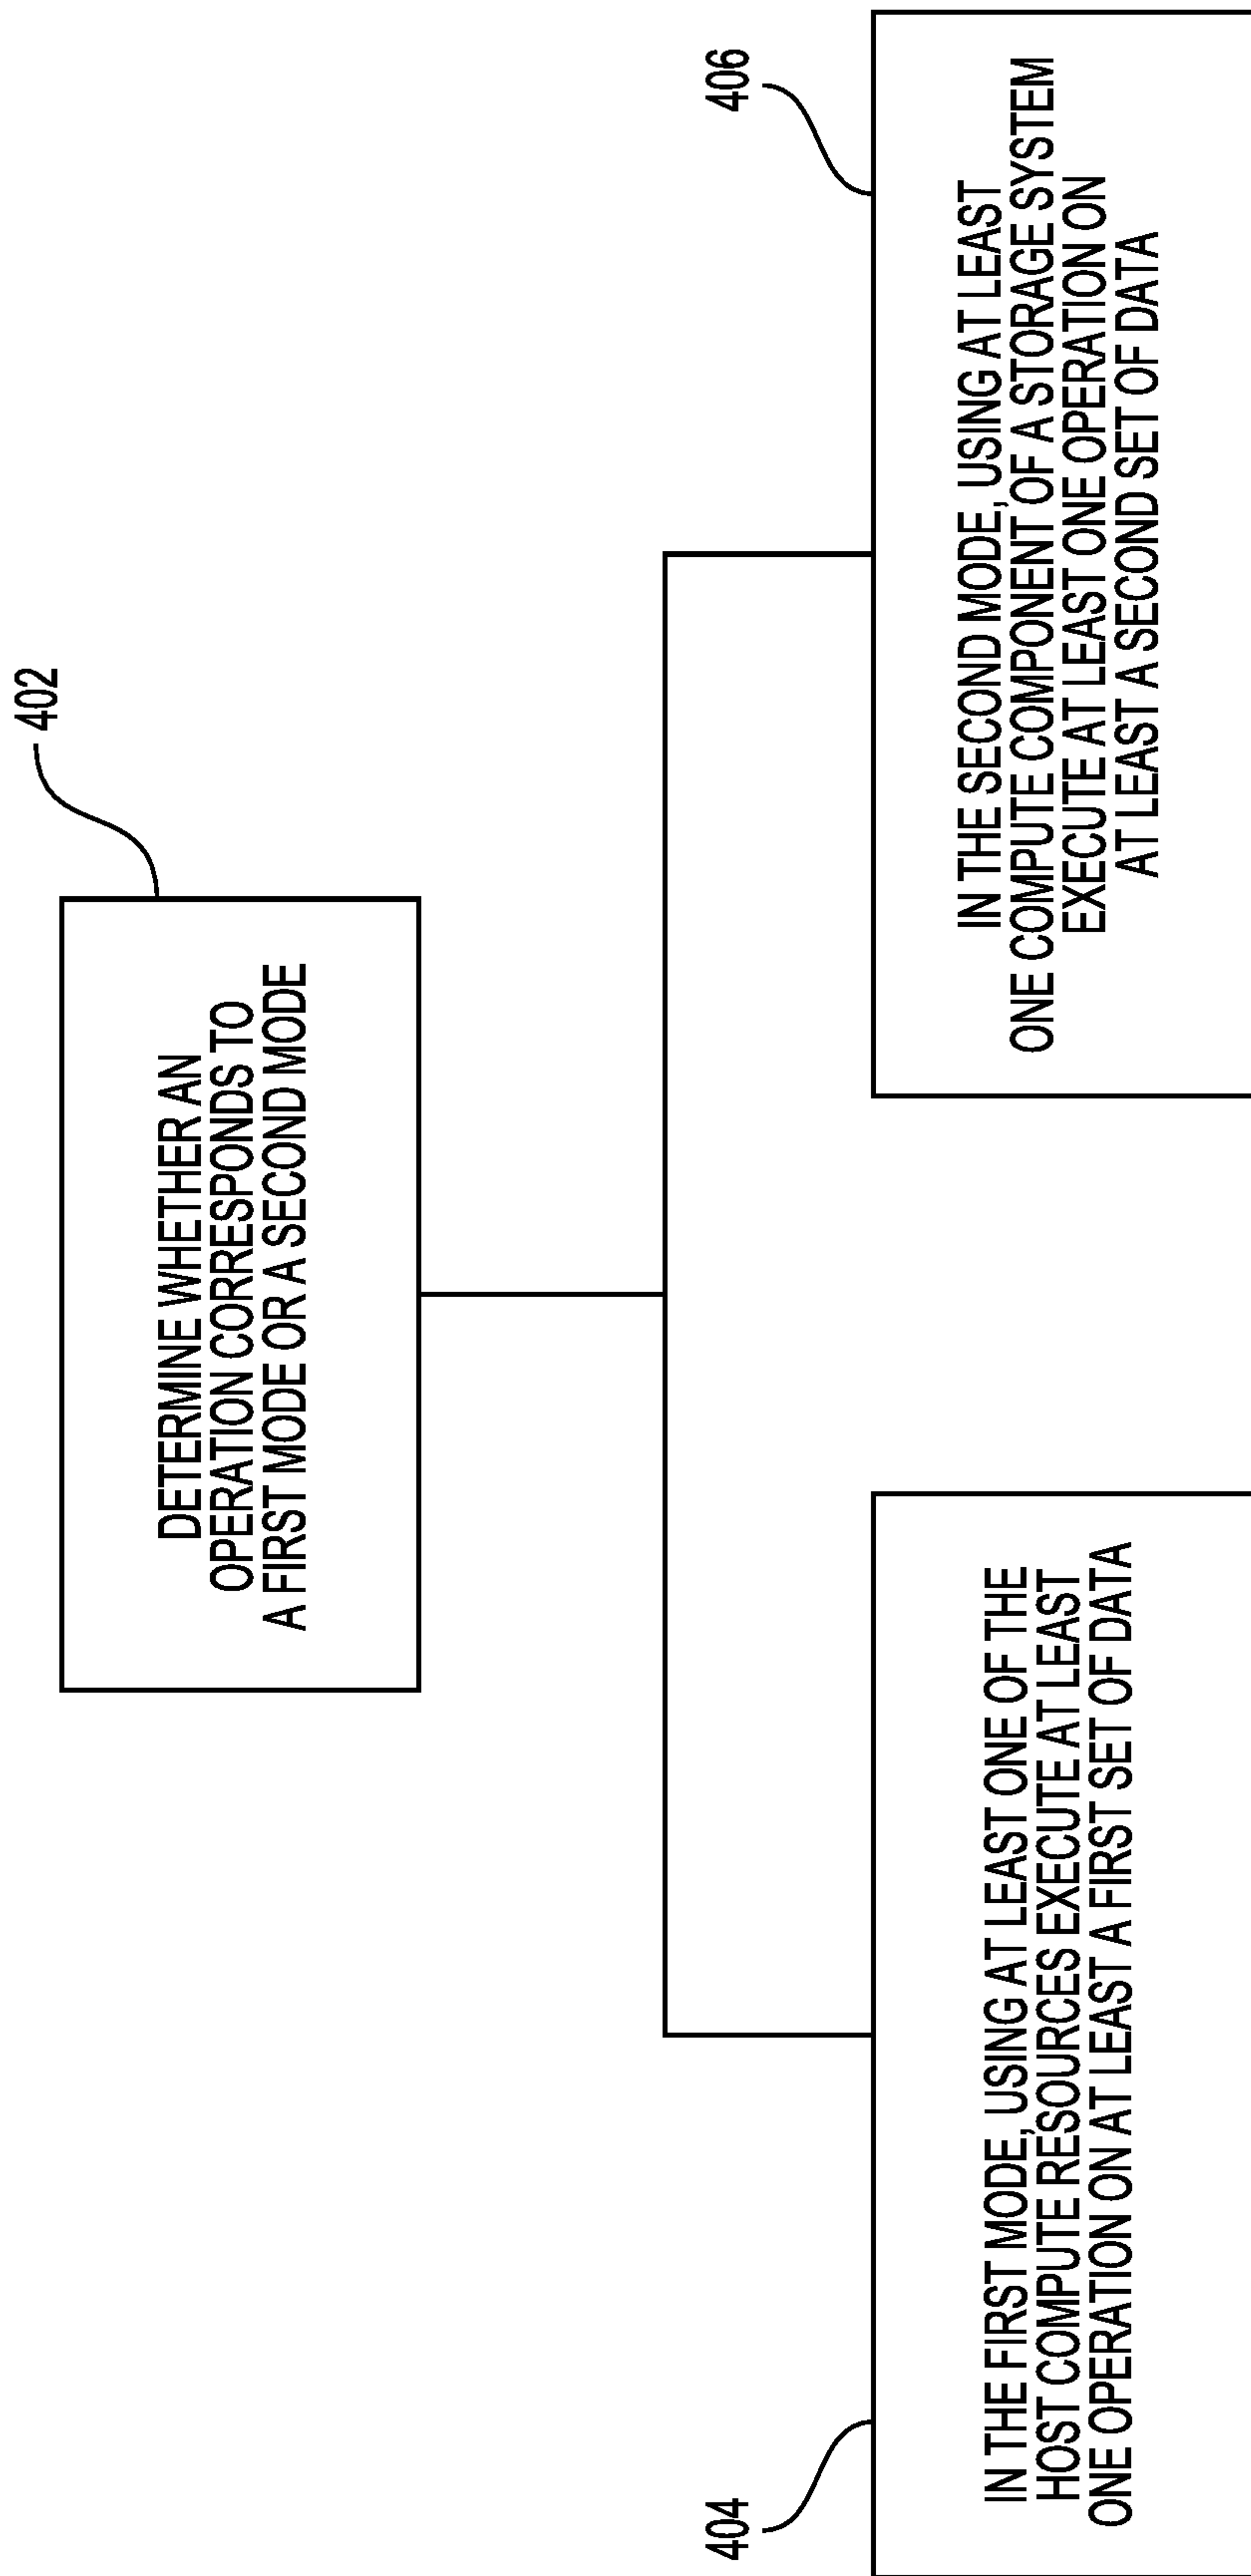 402
DETERMINE WHETHER AN
OPERATION CORRESPONDS TO
A FIRST MODE OR A SECOND MODE
404
IN THE FIRST MODE, USING AT LEAST ONE OF THE
HOST COMPUTE RESOURCES EXECUTE AT LEAST
ONE OPERATION ON AT LEAST A FIRST SET OF DATA
406
IN THE SECOND MODE, USING AT LEAST
ONE COMPUTE COMPONENT OF A STORAGE SYSTEM
EXECUTE AT LEAST ONE OPERATION ON
AT LEAST A SECOND SET OF DATA